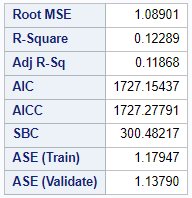 Root MSE 1.08901
R-Square 0.12289
Adj R-Sq 0.11868
AIC 1727.15437
AICC 1727.27791
SBC 300.48217
ASE (Train) 1.17947
ASE (Validate) 1.13790